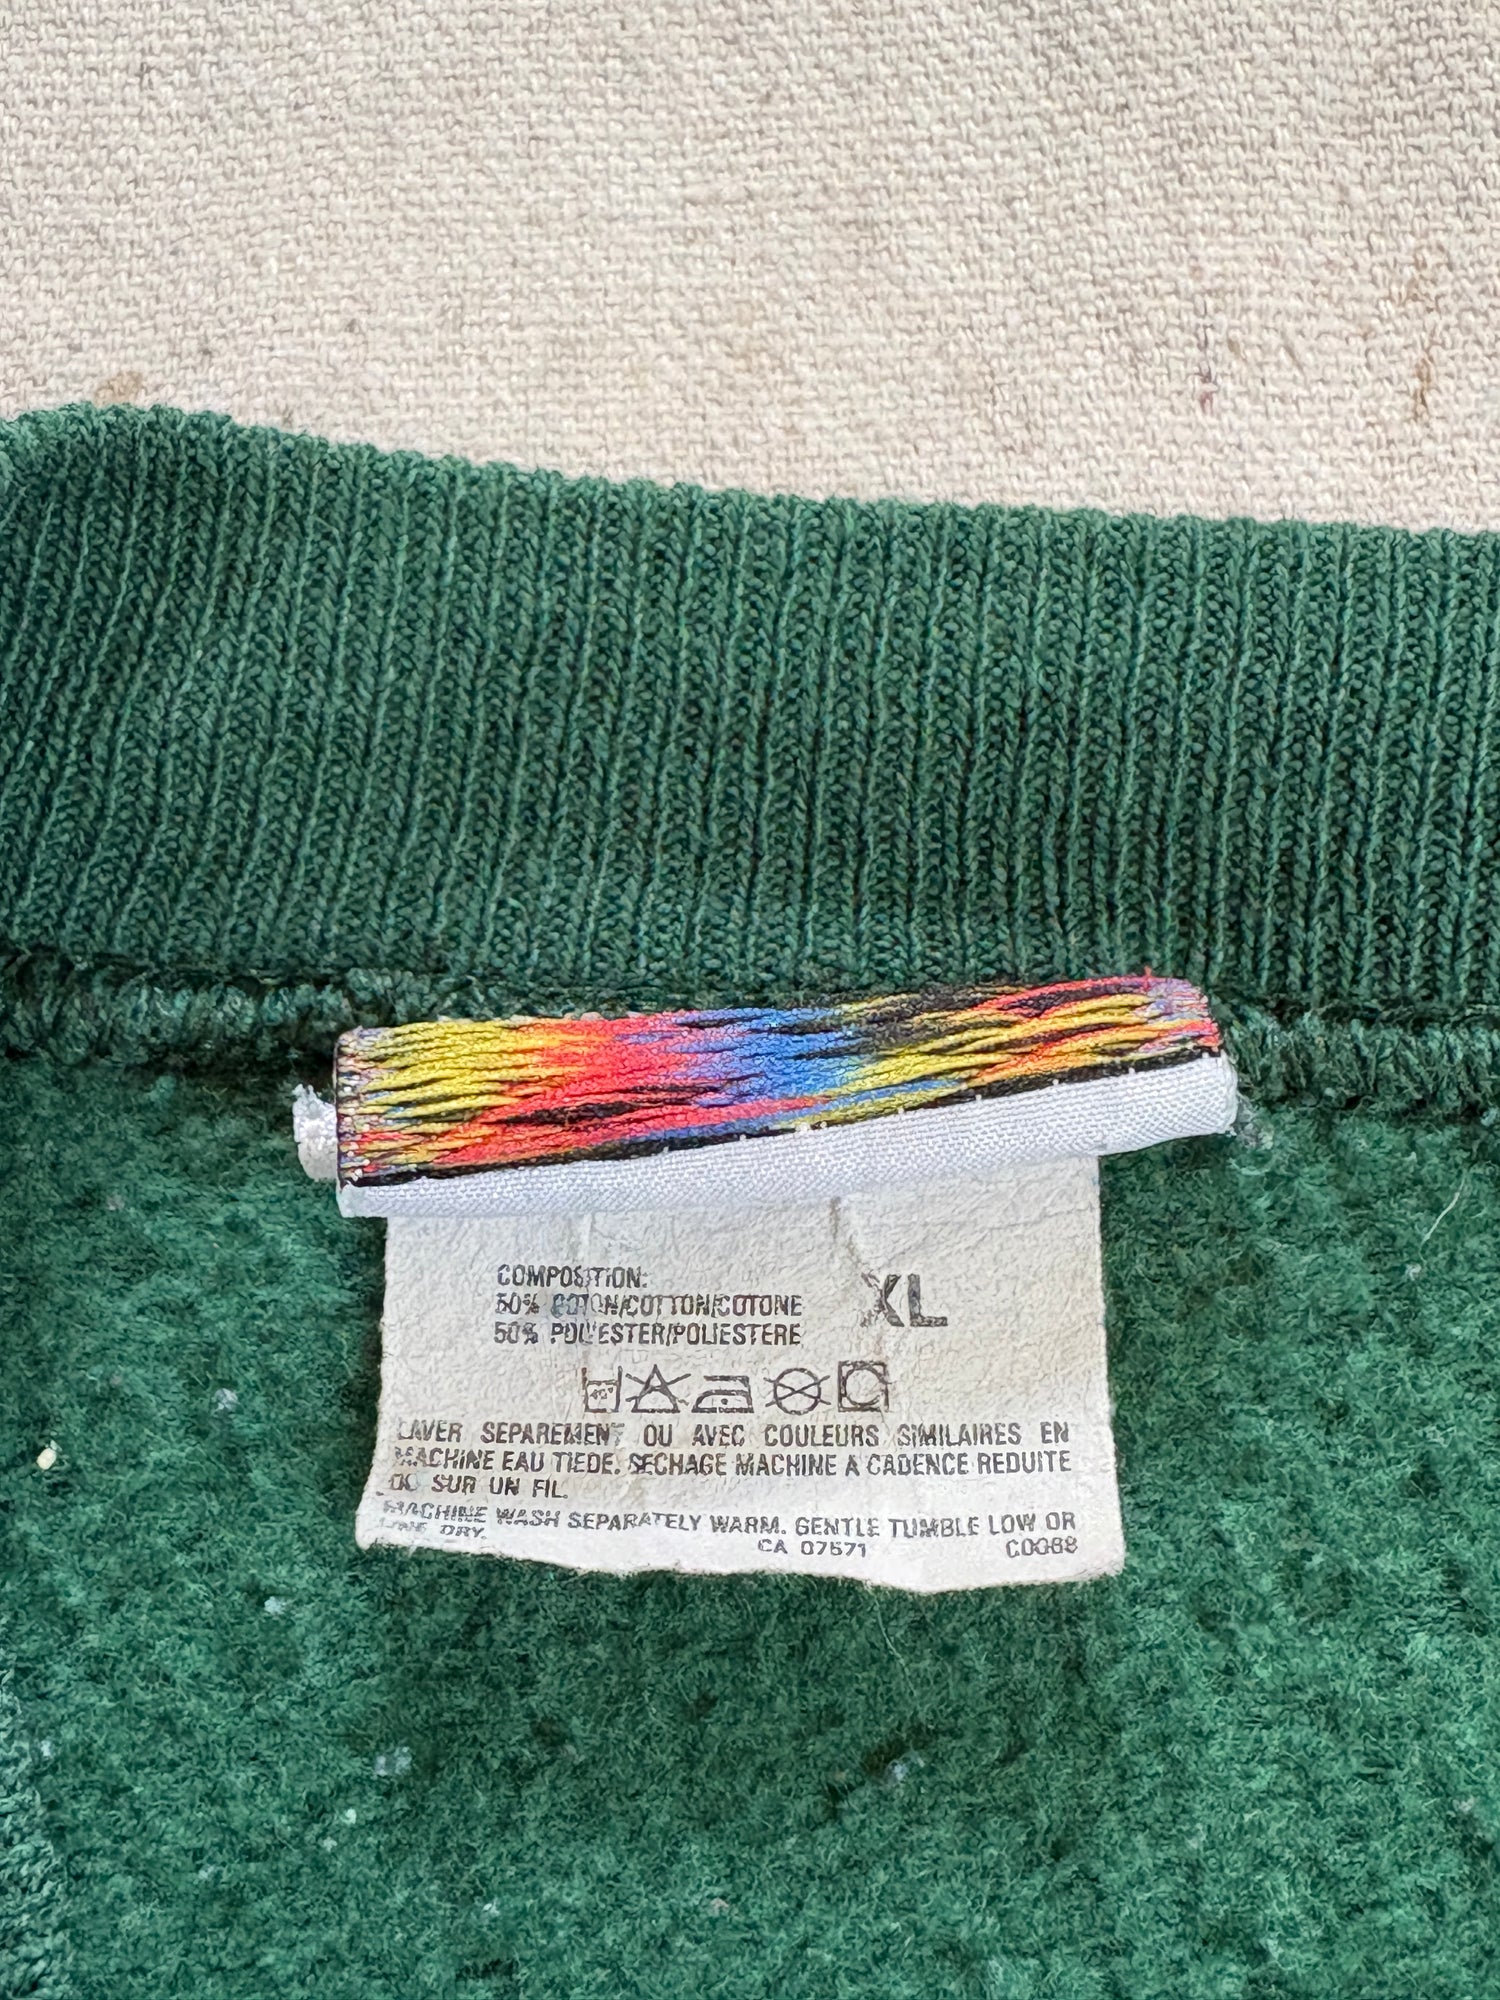 COMPOSITION:
50% COTON/COTTON/COTONE
50% POLYESTER/POLIESTERE
XL
40°
LAVER SEPAREMENT OU AVEC COULEURS SIMILAIRES EN
MACHINE EAU TIEDE. SECHAGE MACHINE A CADENCE REDUITE
OU SUR UN FIL.
MACHINE WASH SEPARATELY WARM. GENTLE TUMBLE LOW OR
LINE DRY.
CA 07571